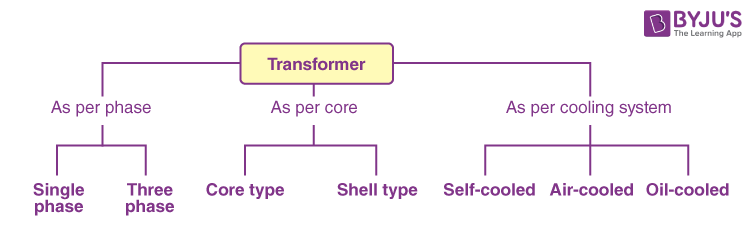 BYJU'S
The Learning App
Transformer
As per phase
As per core
As per cooling system
Single
phase
Three
phase
Core type
Shell type
Self-cooled
Air-cooled
Oil-cooled